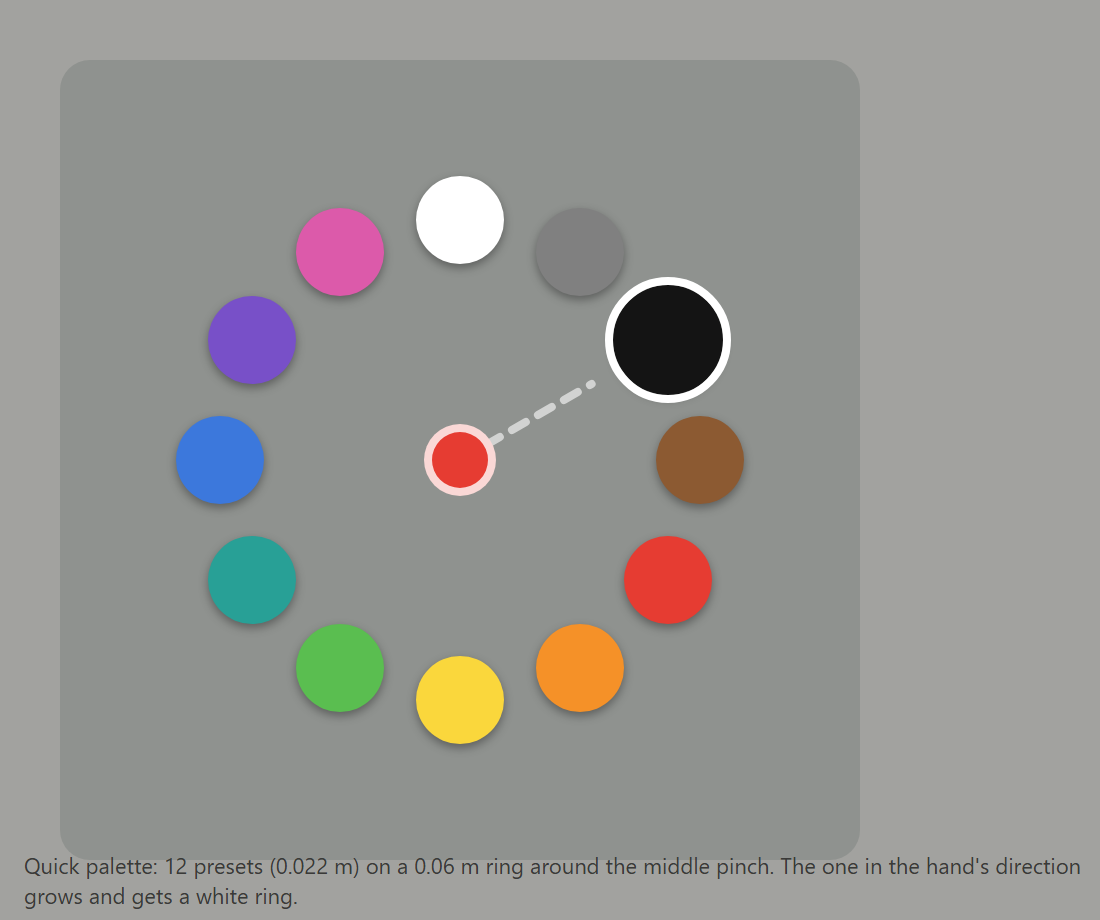 Quick palette: 12 presets (0.022 m) on a 0.06 m ring around the middle pinch. The one in the hand's direction
grows and gets a white ring.